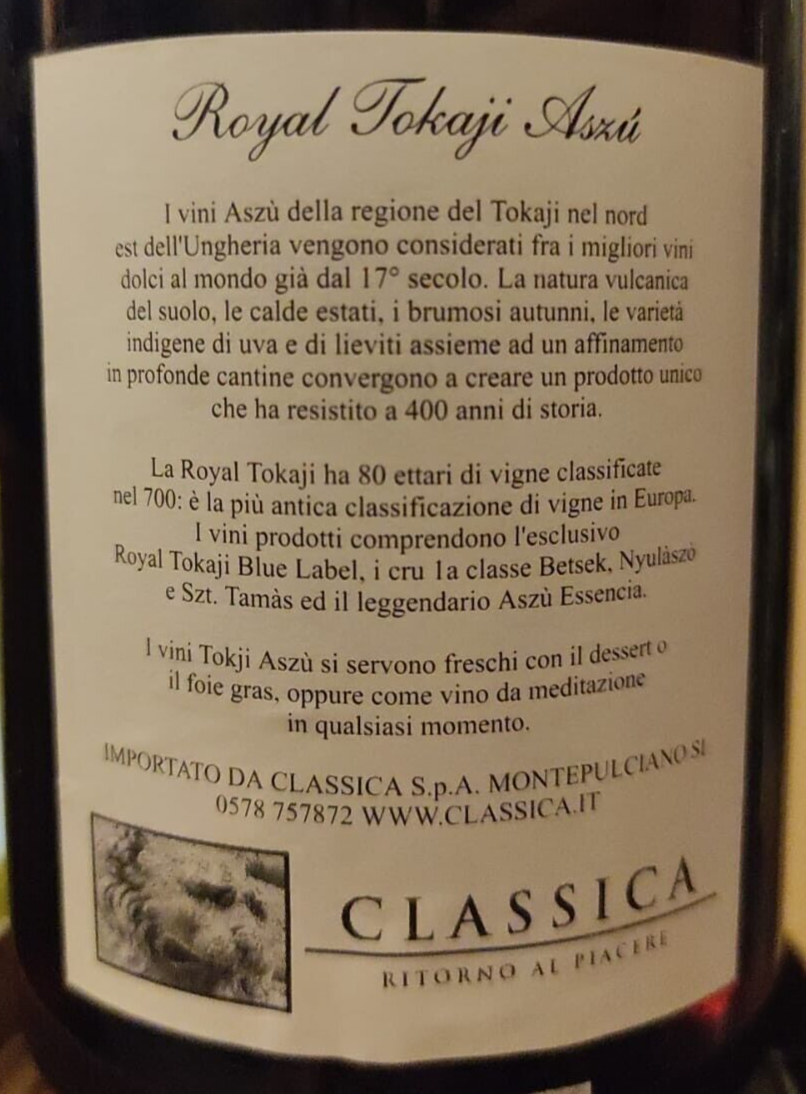 Royal Tokaji Aszú
I vini Aszù della regione del Tokaji nel nord
est dell'Ungheria vengono considerati fra i migliori vini
dolci al mondo già dal 17° secolo. La natura vulcanica
del suolo, le calde estati, i brumosi autunni, le varietà
indigene di uva e di lieviti assieme ad un affinamento
in profonde cantine convergono a creare un prodotto unico
che ha resistito a 400 anni di storia.
La Royal Tokaji ha 80 ettari di vigne classificate
nel 700: è la più antica classificazione di vigne in Europa.
I vini prodotti comprendono l'esclusivo
Royal Tokaji Blue Label, i cru 1a classe Betsek, Nyulàszò
e Szt. Tamàs ed il leggendario Aszù Essencia.
I vini Tokji Aszù si servono freschi con il dessert o
il foie gras, oppure come vino da meditazione
in qualsiasi momento.
IMPORTATO DA CLASSICA S.p.A. MONTEPULCIANO SI
0578 757872 WWW.CLASSICA.IT
CLASSICA
RITORNO AL PIACERE